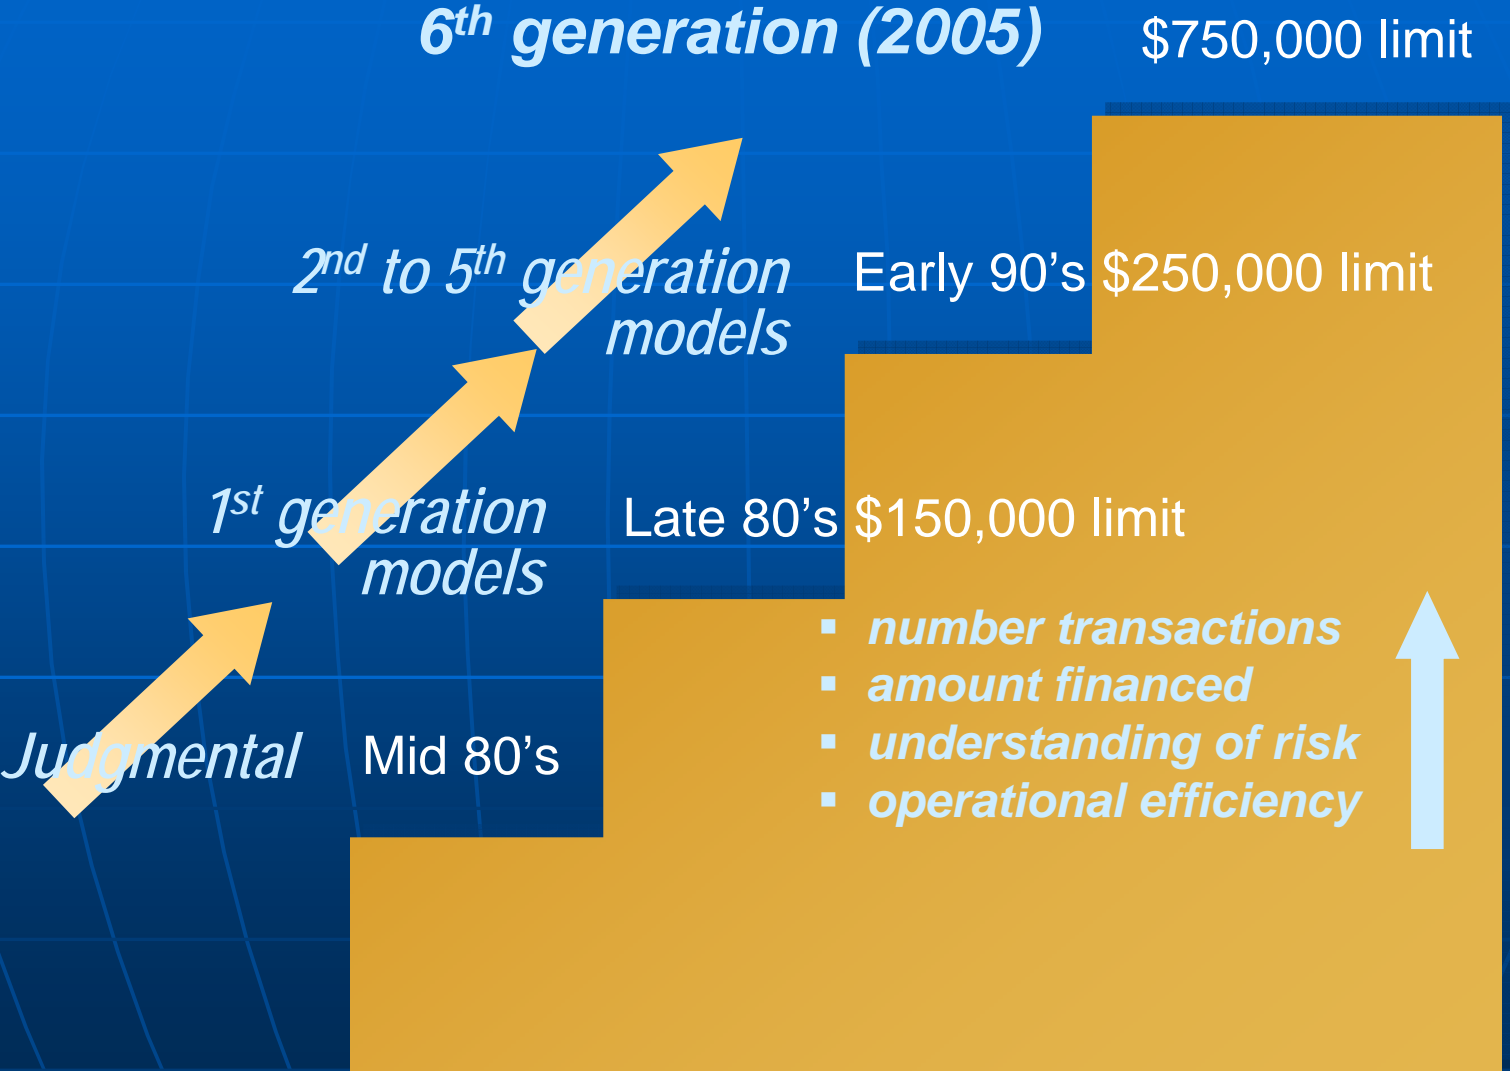 6th generation (2005) $750,000 limit
2nd to 5th generation Early 90’s $250,000 limit
models
1st generation Late 80’s $150,000 limit
models
▪ number transactions
▪ amount financed
Judgmental Mid 80’s
▪ understanding of risk
▪ operational efficiency